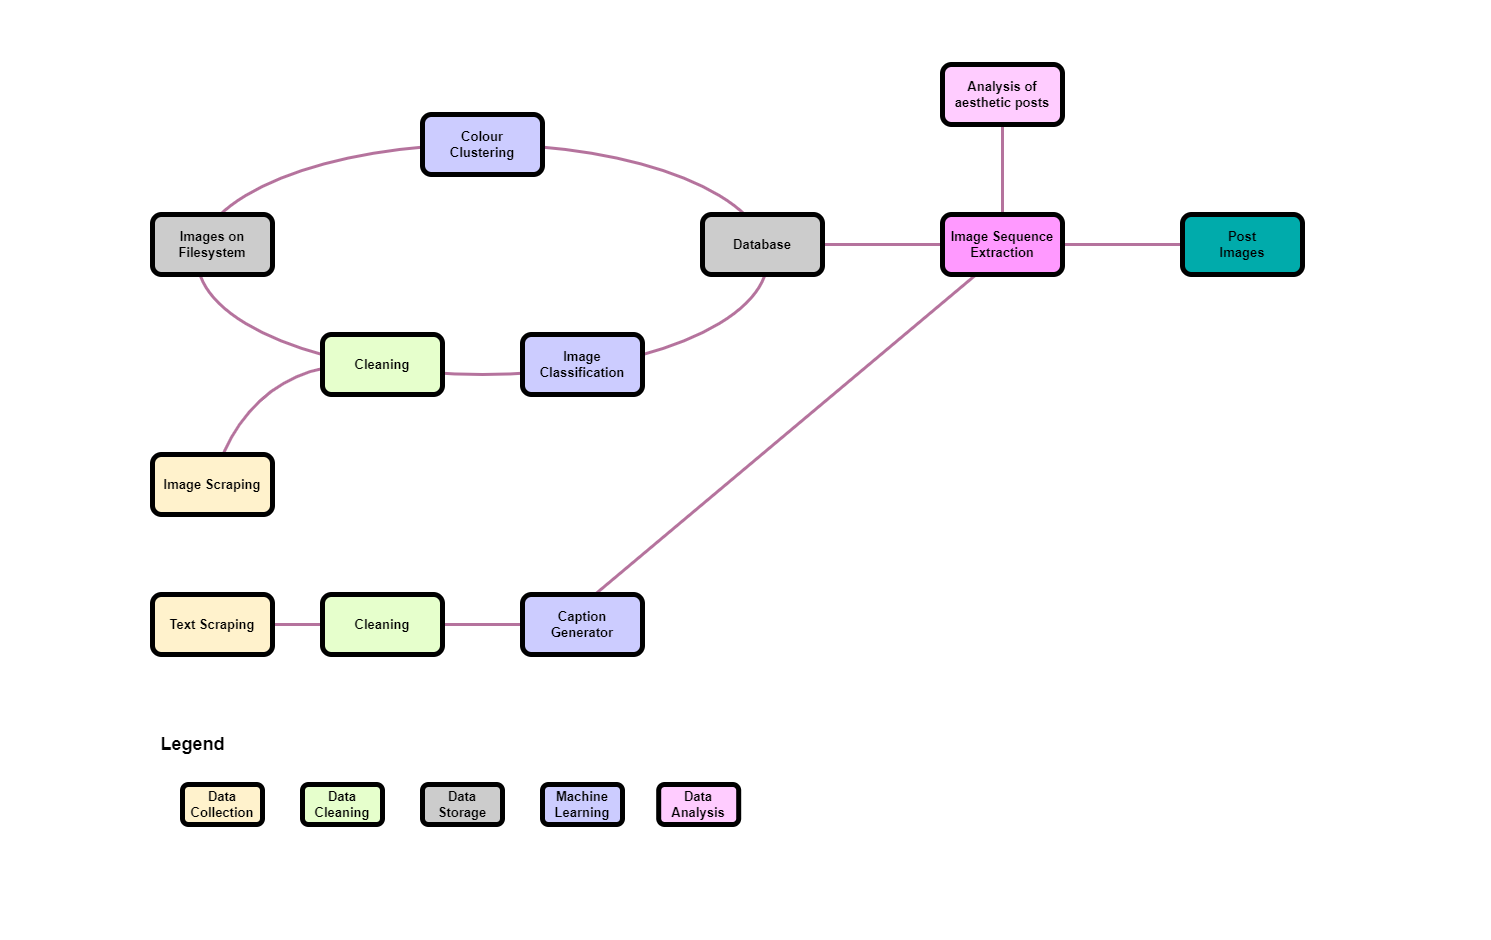 Analysis of
aesthetic posts
Colour
Clustering
Images on
Filesystem
Database
Image Sequence
Extraction
Post
Images
Cleaning
Image
Classification
Image Scraping
Text Scraping
Cleaning
Caption
Generator
Legend
Data
Collection
Data
Cleaning
Data
Storage
Machine
Learning
Data
Analysis